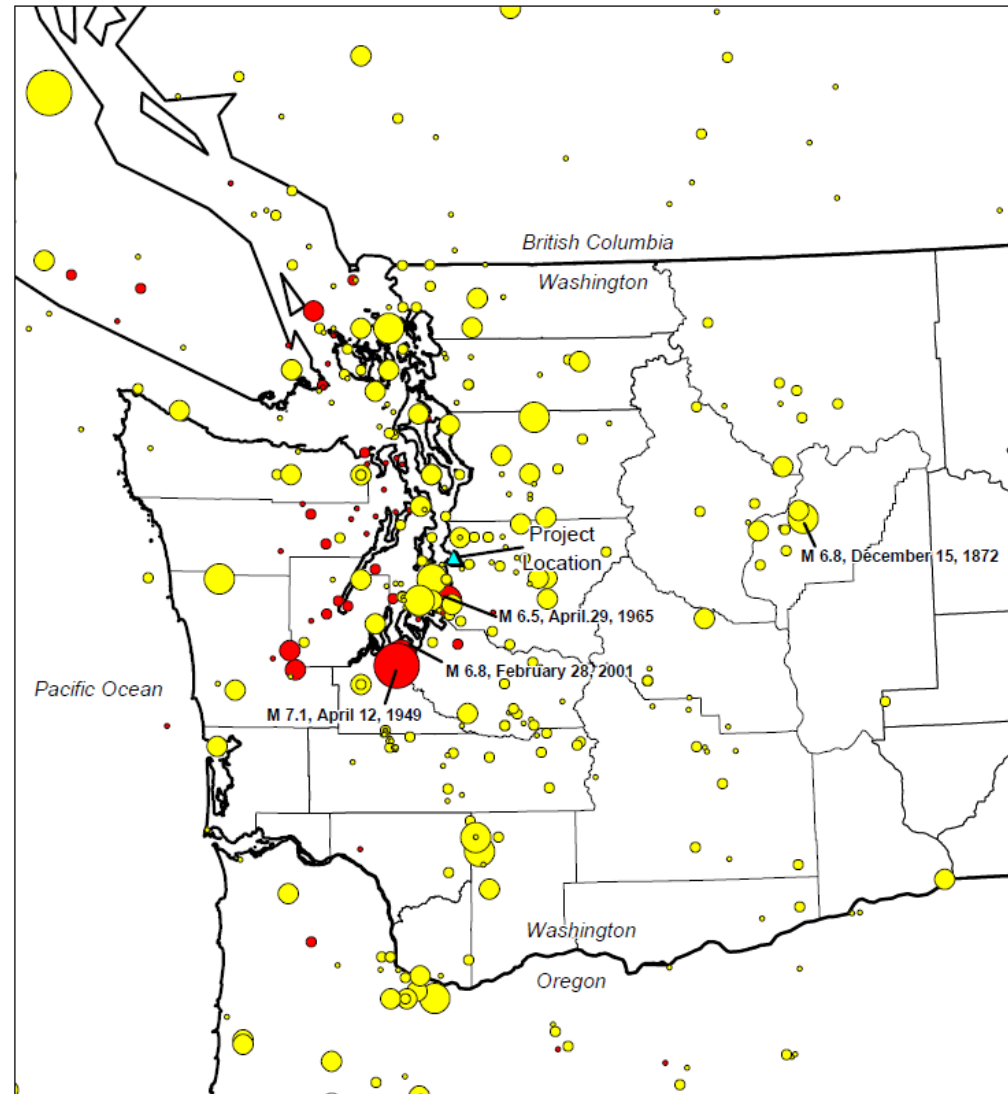 British Columbia
Washington
Project
Location
M 6.8, December 15, 1872
M 6.5, April 29, 1965
M 6.8, February 28, 2001
Pacific Ocean
M 7.1, April 12, 1949
Washington
Oregon